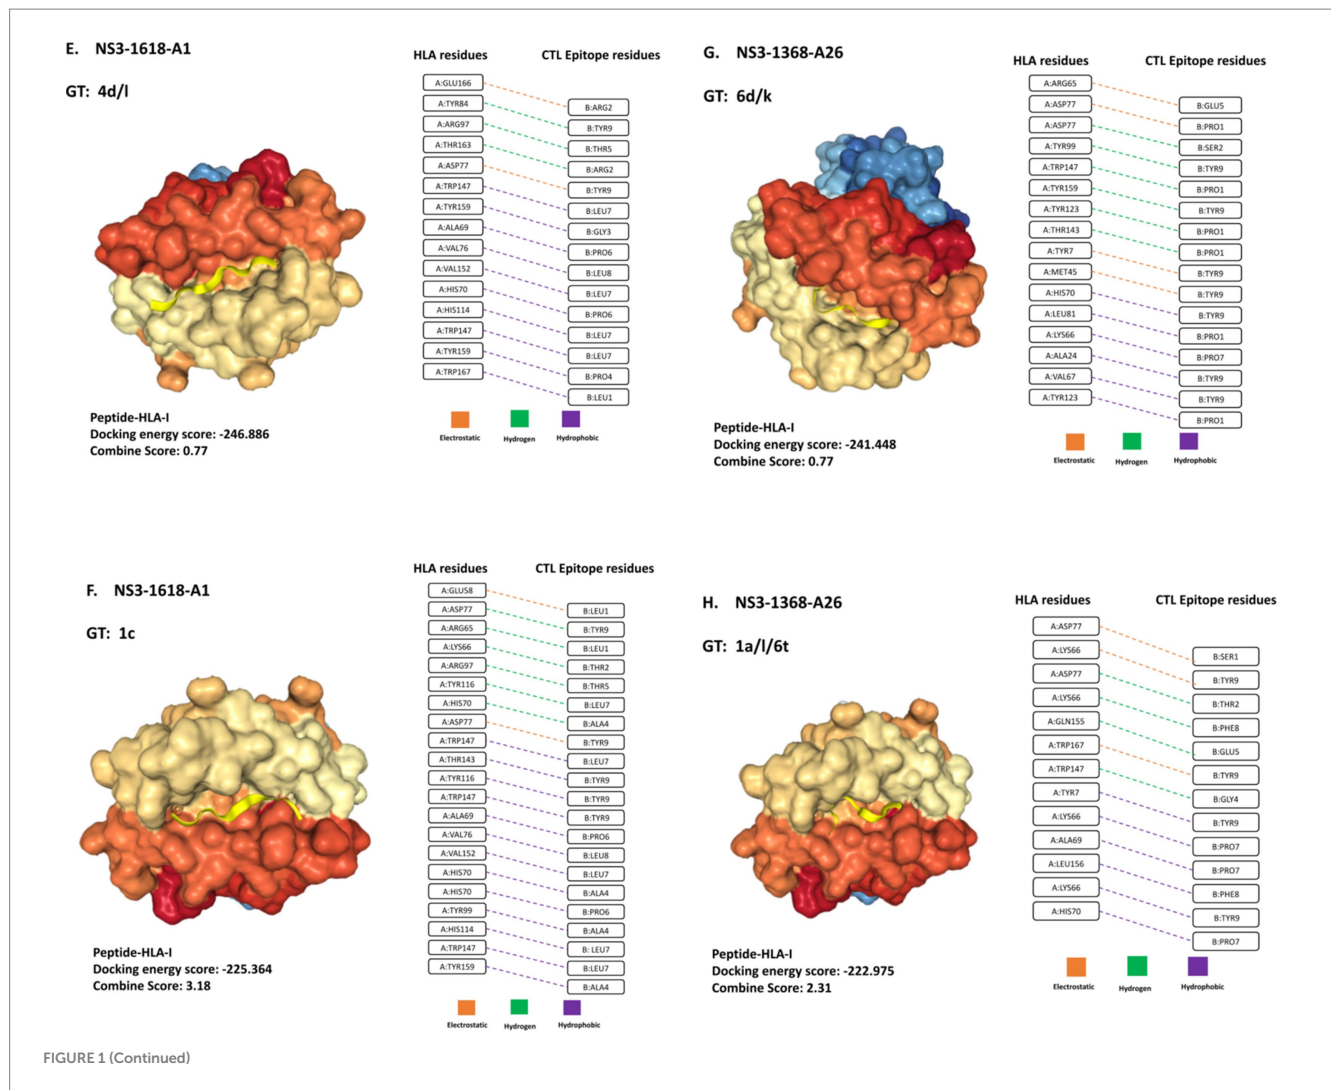 E. NS3-1618-A1
GT: 4d/l
HLA residues
CTL Epitope residues
A:GLU166
A:TYR84
A:ARG97
A:THR163
A:ASP77
A:TRP147
A:TYR159
A:ALA69
A:VAL76
A:VAL152
A:HIS70
A:HIS114
A:TRP147
A:TYR159
A:TRP167
B:ARG2
B:TYR9
B:THR5
B:ARG2
B:TYR9
B:LEU7
B:GLY3
B:PRO6
B:LEU8
B:LEU7
B:PRO6
B:LEU7
B:LEU7
B:PRO4
B:LEU1
Electrostatic
Hydrogen
Hydrophobic
Peptide-HLA-I
Docking energy score: -246.886
Combine Score: 0.77
G. NS3-1368-A26
GT: 6d/k
HLA residues
CTL Epitope residues
A:ARG65
A:ASP77
A:ASP77
A:TYR99
A:TRP147
A:TYR159
A:TYR123
A:THR143
A:TYR7
A:MET45
A:HIS70
A:LEU81
A:LYS66
A:ALA24
A:VAL67
A:TYR123
B:GLU5
B:PRO1
B:SER2
B:TYR9
B:PRO1
B:TYR9
B:PRO1
B:PRO1
B:TYR9
B:TYR9
B:TYR9
B:PRO1
B:PRO7
B:TYR9
B:TYR9
B:PRO1
Electrostatic
Hydrogen
Hydrophobic
Peptide-HLA-I
Docking energy score: -241.448
Combine Score: 0.77
F. NS3-1618-A1
GT: 1c
HLA residues
CTL Epitope residues
A:GLU58
A:ASP77
A:ARG65
A:LYS66
A:ARG97
A:TYR116
A:HIS70
A:ASP77
A:TRP147
A:THR143
A:TYR116
A:TRP147
A:ALA69
A:VAL76
A:VAL152
A:HIS70
A:HIS70
A:TYR99
A:HIS114
A:TRP147
A:TYR159
B:LEU1
B:TYR9
B:LEU1
B:THR2
B:THR5
B:LEU7
B:ALA4
B:TYR9
B:LEU7
B:TYR9
B:TYR9
B:TYR9
B:PRO6
B:LEU8
B:LEU7
B:ALA4
B:PRO6
B:ALA4
B: LEU7
B:LEU7
B:ALA4
Electrostatic
Hydrogen
Hydrophobic
Peptide-HLA-I
Docking energy score: -225.364
Combine Score: 3.18
H. NS3-1368-A26
GT: 1a/l/6t
HLA residues
CTL Epitope residues
A:ASP77
A:LYS66
A:ASP77
A:LYS66
A:GLN155
A:TRP167
A:TRP147
A:TYR7
A:LYS66
A:ALA69
A:LEU156
A:LYS66
A:HIS70
B:SER1
B:TYR9
B:THR2
B:PHE8
B:GLU5
B:TYR9
B:GLY4
B:TYR9
B:PRO7
B:PRO7
B:PHE8
B:TYR9
B:PRO7
Electrostatic
Hydrogen
Hydrophobic
Peptide-HLA-I
Docking energy score: -222.975
Combine Score: 2.31
FIGURE 1 (Continued)